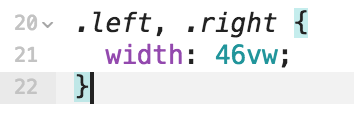 20 .left, .right {
21 width: 46vw;
22 }